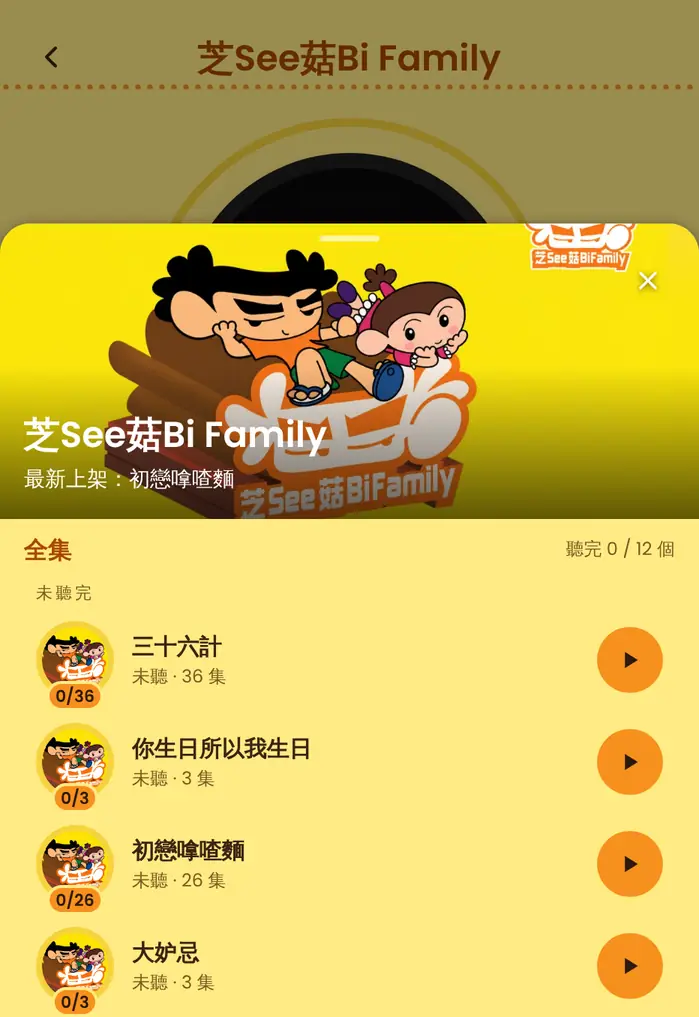 芝See菇Bi Family
芝See菇BiFamily
芝See菇Bi Family
芝See菇BiFamily
最新上架：初戀嗱喳麵
全集
聽完 0 / 12 個
未聽完
三十六計
未聽 · 36 集
0/36
你生日所以我生日
未聽 · 3 集
0/3
初戀嗱喳麵
未聽 · 26 集
0/26
大妒忌
未聽 · 3 集
0/3